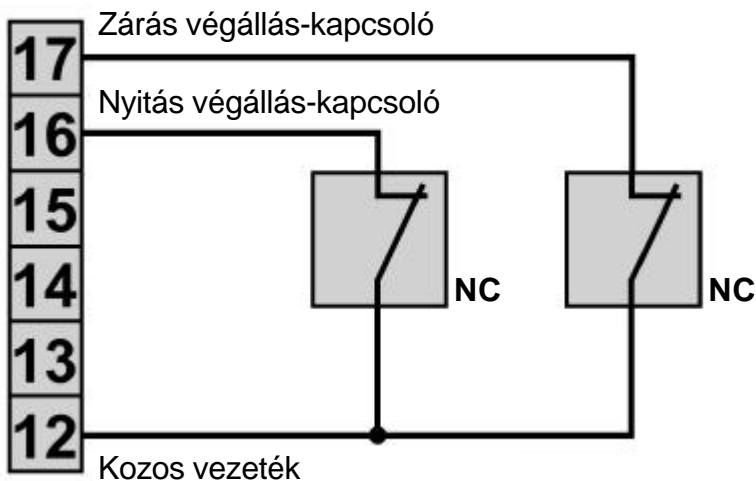 17 Zárás végállás-kapcsoló
16 Nyitás végállás-kapcsoló
15
14 NC NC
13
12
Kozos vezeték